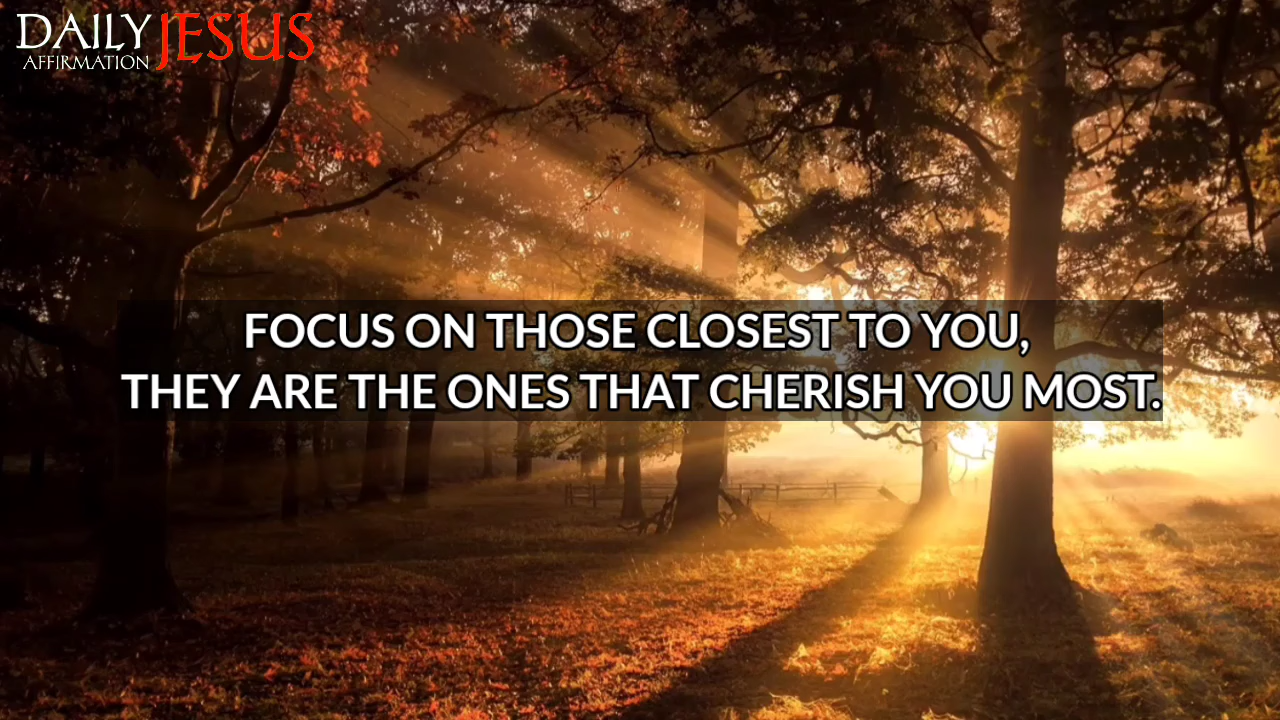 DAILY JESUS
AFFIRMATION
FOCUS ON THOSE CLOSEST TO YOU,
THEY ARE THE ONES THAT CHERISH YOU MOST.